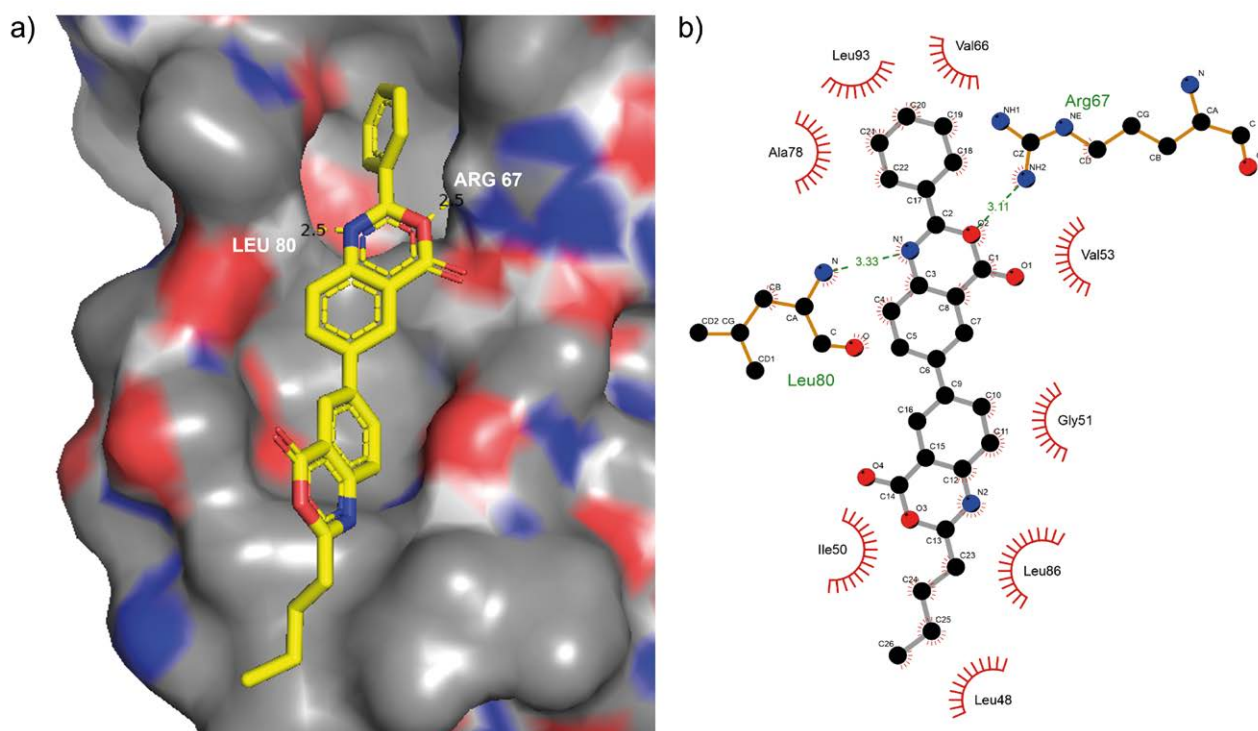 a)
ARG 67
2.5
2.5
LEU 80
b)
Leu93
Val66
Ala78
Arg67
N
CA
C
NH1
NE
CG
CZ
CD
CB
NH2
C20
C19
C21
C18
C22
C17
3.11
C2
O2
Val53
N1
C1
O1
N
3.33
C3
C8
CB
CA
C4
C7
CD2
CG
C
O
C5
CD1
C6
Leu80
C9
C10
Gly51
C16
C11
C15
C12
O4
C14
N2
O3
C13
Ile50
C23
Leu86
C24
C25
C26
Leu48